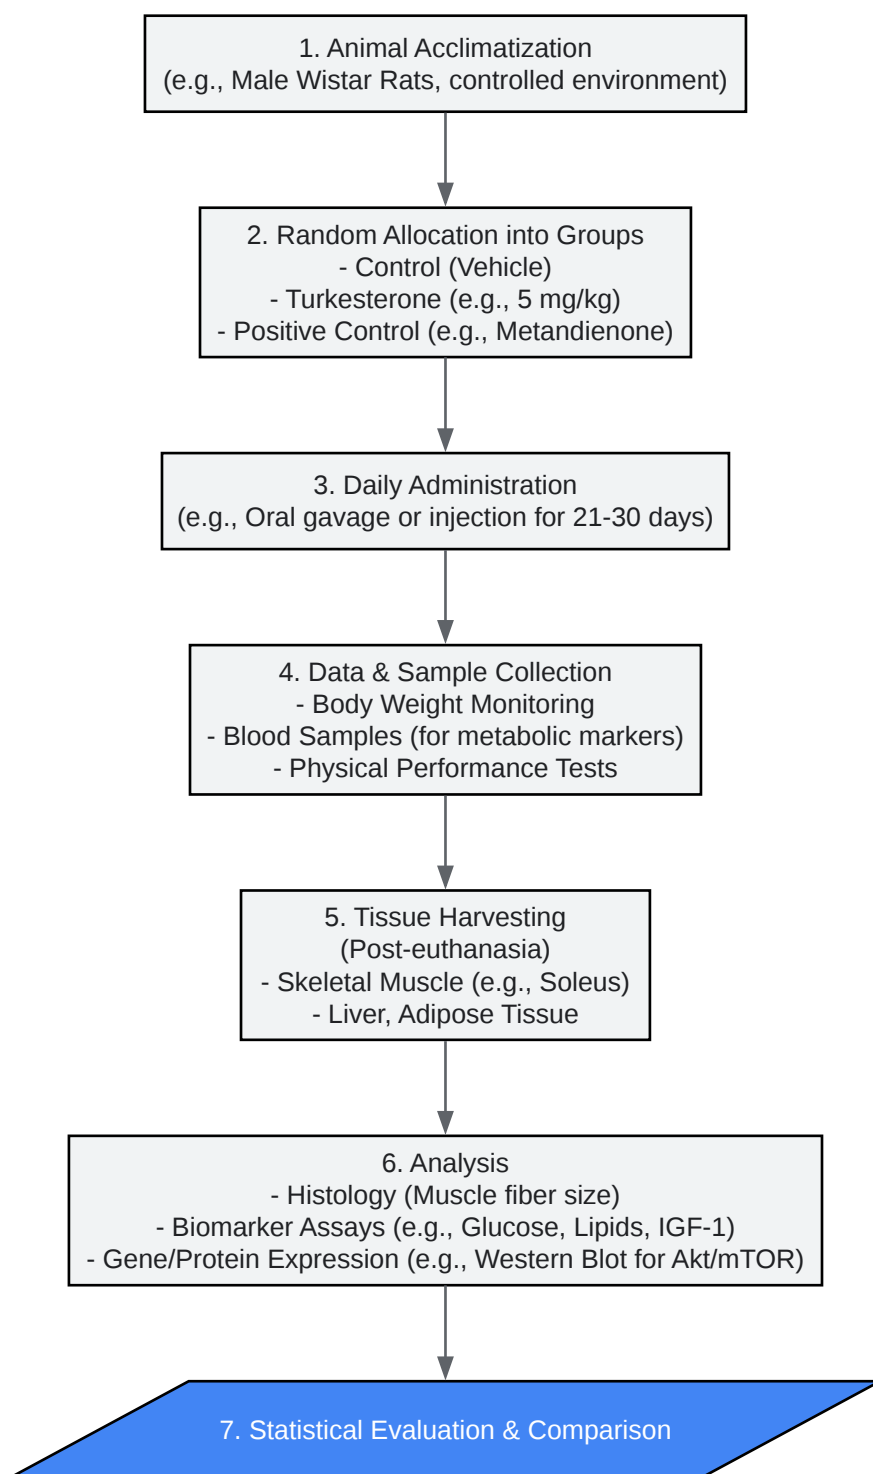 1. Animal Acclimatization
(e.g., Male Wistar Rats, controlled environment)
2. Random Allocation into Groups
- Control (Vehicle)
- Turkesterone (e.g., 5 mg/kg)
- Positive Control (e.g., Metandienone)
3. Daily Administration
(e.g., Oral gavage or injection for 21-30 days)
4. Data & Sample Collection
- Body Weight Monitoring
- Blood Samples (for metabolic markers)
- Physical Performance Tests
5. Tissue Harvesting
(Post-euthanasia)
- Skeletal Muscle (e.g., Soleus)
- Liver, Adipose Tissue
6. Analysis
- Histology (Muscle fiber size)
- Biomarker Assays (e.g., Glucose, Lipids, IGF-1)
- Gene/Protein Expression (e.g., Western Blot for Akt/mTOR)
7. Statistical Evaluation & Comparison